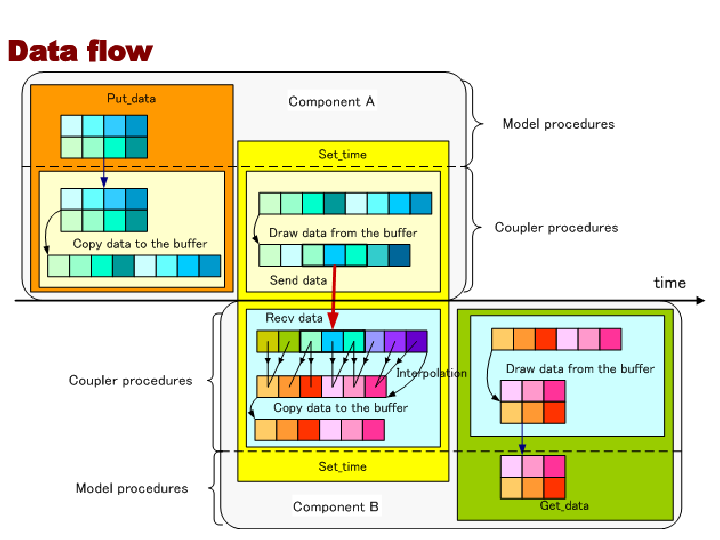 Data flow
Put_data
Component A
Model procedures
Set_time
Coupler procedures
Copy data to the buffer
Draw data from the buffer
Send data
time
Recv data
Coupler procedures
Interpolation
Draw data from the buffer
Copy data to the buffer
Set_time
Model procedures
Component B
Get_data